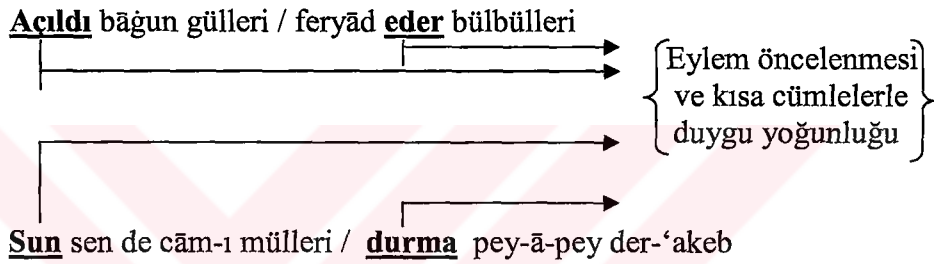 Açıldı bāġun gülleri / feryād eder bülbülleri
Eylem öncelenmesi
ve kısa cümlelerle
duygu yoğunluğu
Sun sen de cām-ı mülleri / durma pey-ā-pey der-‘akeb